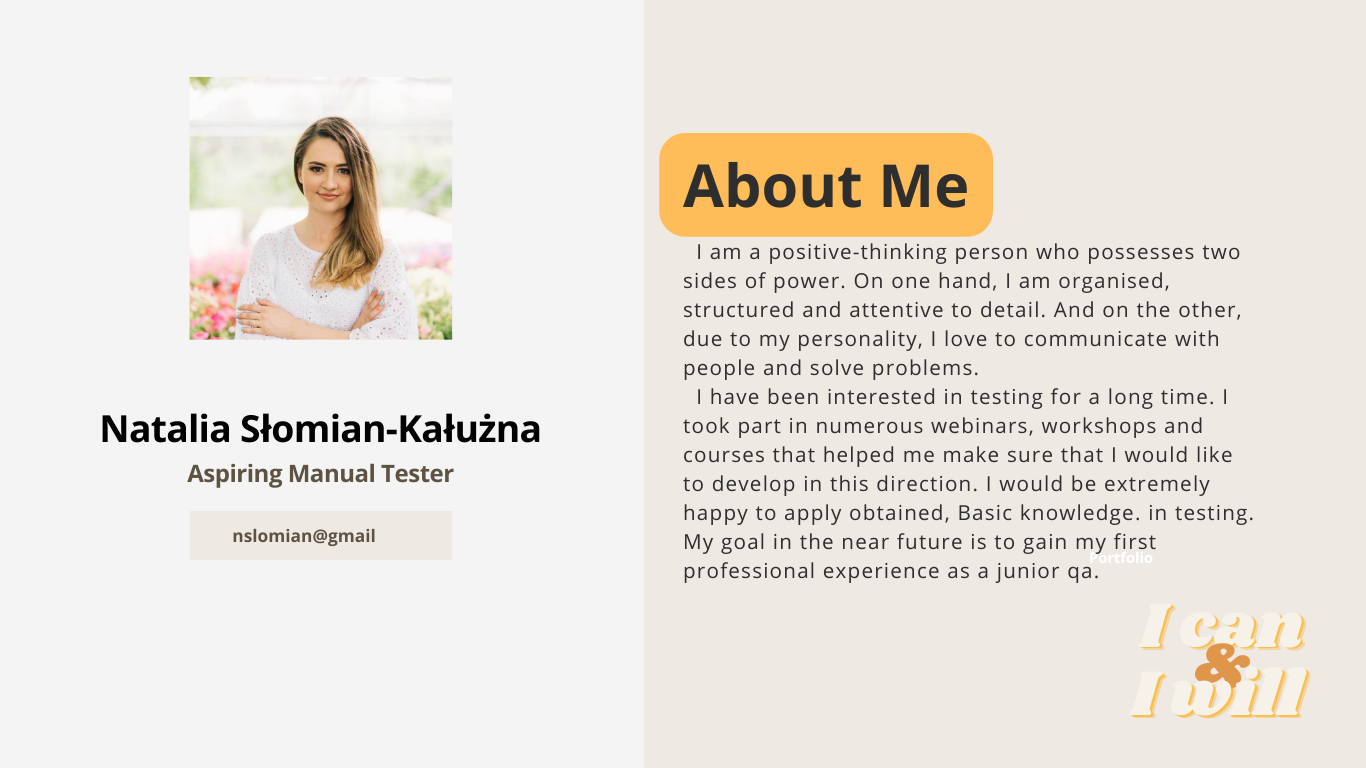 Natalia Słomian-Kałużna
Aspiring Manual Tester
nslomian@gmail
About Me
I am a positive-thinking person who possesses two
sides of power. On one hand, I am organised,
structured and attentive to detail. And on the other,
due to my personality, I love to communicate with
people and solve problems.
I have been interested in testing for a long time. I
took part in numerous webinars, workshops and
courses that helped me make sure that I would like
to develop in this direction. I would be extremely
happy to apply obtained, Basic knowledge. in testing.
My goal in the near future is to gain my first
Portfolio
professional experience as a junior qa.
I can
&
I will